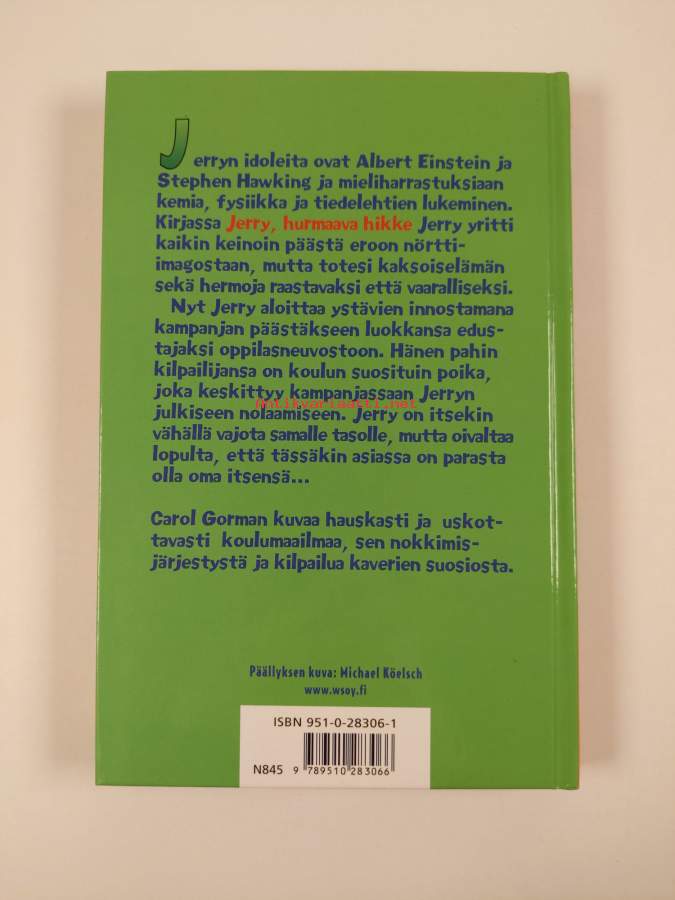 Jerryn idoleita ovat Albert Einstein ja
Stephen Hawking ja mieliharrastuksiaan
kemia, fysiikka ja tiedelehtien lukeminen.
Kirjassa Jerry, hurmaava hikke Jerry yritti
kaikin keinoin päästä eroon nörtti-
imagostaan, mutta totesi kaksoiselämän
sekä hermoja raastavaksi että vaaralliseksi.
Nyt Jerry aloittaa ystävien innostamana
kampanjan päästäkseen luokkansa edus-
tajaksi oppilasneuvostoon. Hänen pahin
kilpailijansa on koulun suosituin poika,
joka keskittyy kampanjassaan Jerryn
antikvariaatti.net
julkiseen nolaamiseen. Jerry on itsekin
vähällä vajota samalle tasolle, mutta oivaltaa
lopulta, että tässäkin asiassa on parasta
olla oma itsensä...
Carol Gorman kuvaa hauskasti ja uskot-
tavasti koulumaailmaa, sen nokkimis-
järjestystä ja kilpailua kaverien suosiosta.
Päällyksen kuva: Michael Köelsch
www.wsoy.fi
ISBN 951-0-28306-1
N845 9 789510 283066